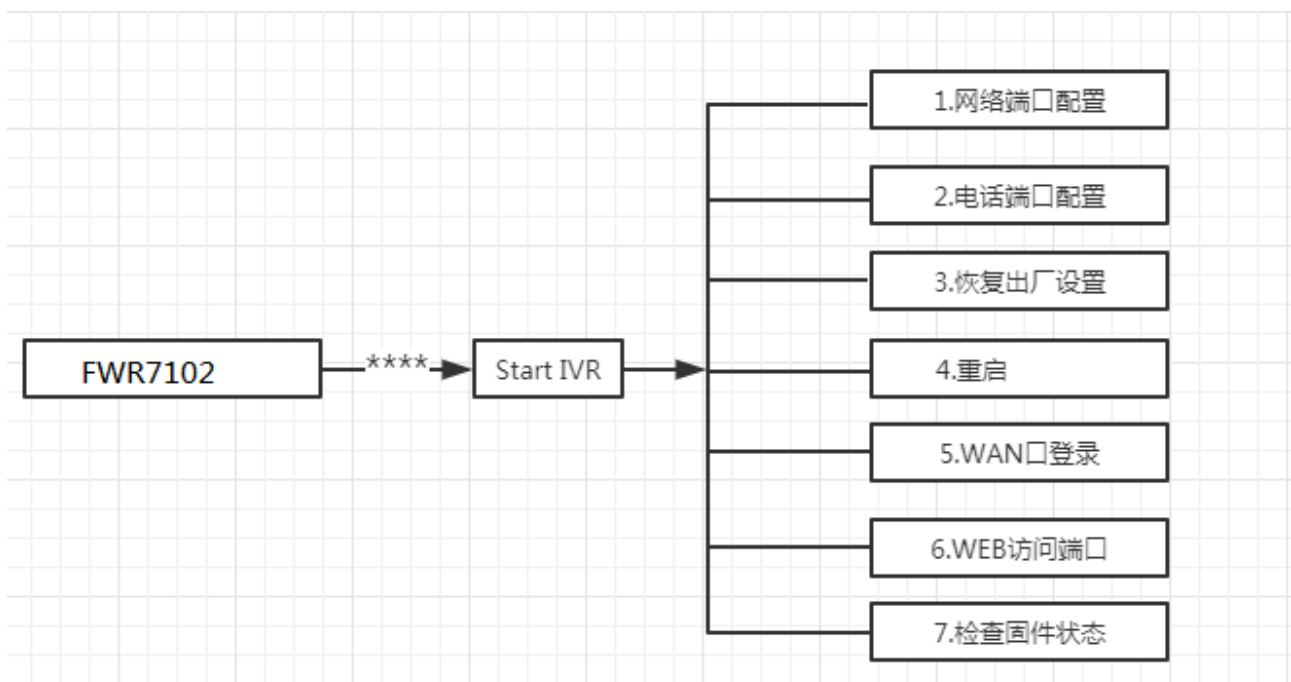 1.网络端口配置
2.电话端口配置
3.恢复出厂设置
FWR7102
****
Start IVR
4.重启
5.WAN口登录
6.WEB访问端口
7.检查固件状态